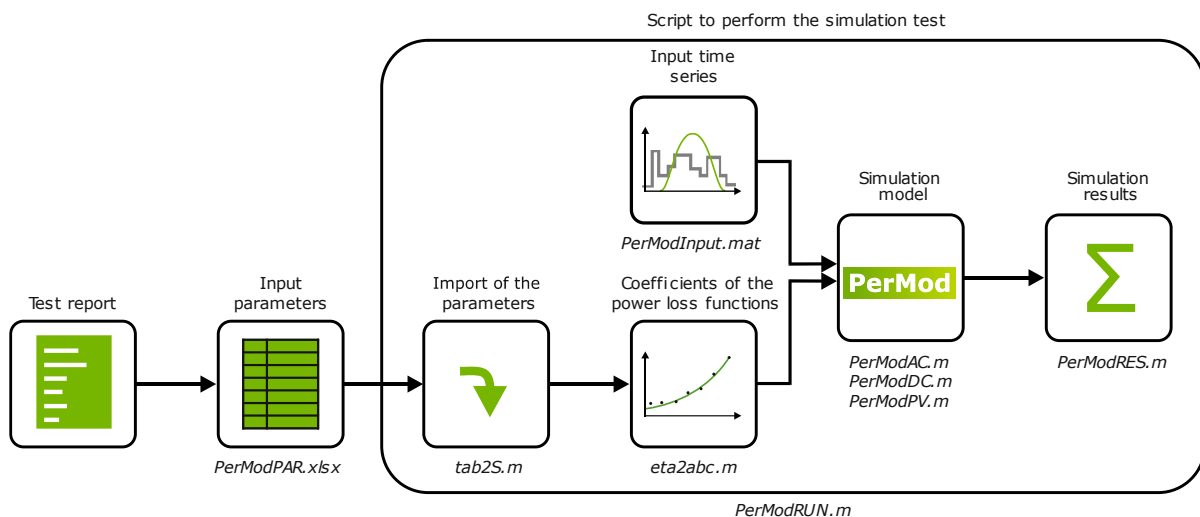 Script to perform the simulation test
Input time
series
PerModInput.mat
Simulation
model
PerMod
PerModAC.m
PerModDC.m
PerModPV.m
Simulation
results
PerModRES.m
Test report
Input
parameters
PerModPAR.xlsx
Import of the
parameters
tab2S.m
Coefficients of the
power loss functions
eta2abc.m
PerModRUN.m